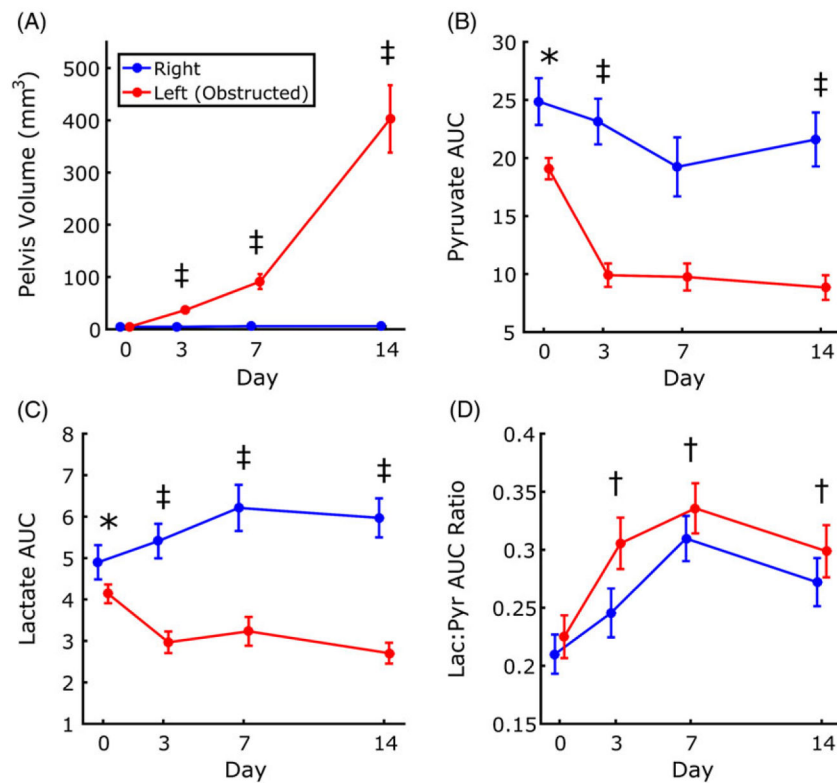 (A)
Pelvis Volume (mm³)
500
400
300
200
100
0
Right
Left (Obstructed)
‡
‡
‡
0 3 7 14
Day
(B)
Pyruvate AUC
30
25
20
15
10
5
*
‡
‡
0 3 7 14
Day
(C)
Lactate AUC
8
7
6
5
4
3
2
1
*
‡
‡
‡
0 3 7 14
Day
(D)
Lac:Pyr AUC Ratio
0.4
0.35
0.3
0.25
0.2
0.15
†
†
†
0 3 7 14
Day